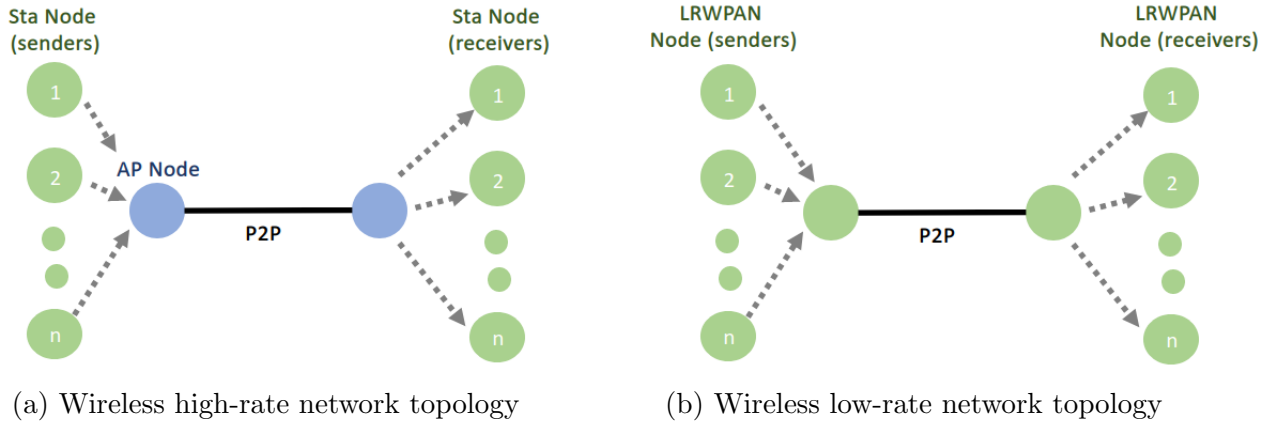 Sta Node
(senders)
Sta Node
(receivers)
1
2
n
AP Node
P2P
1
2
n
(a) Wireless high-rate network topology
LRWPAN
Node (senders)
LRWPAN
Node (receivers)
1
2
n
P2P
1
2
n
(b) Wireless low-rate network topology